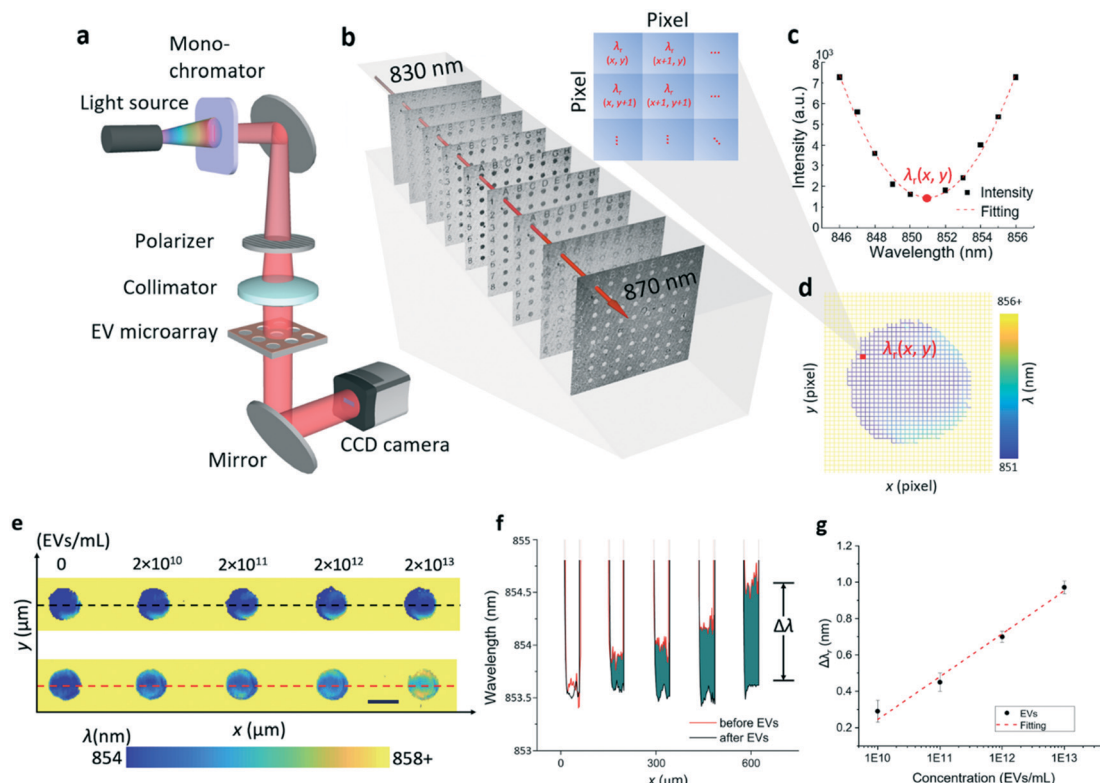 a
Mono-
chromator
Light source
Polarizer
Collimator
EV microarray
CCD camera
Mirror
b
830 nm
870 nm
Pixel
Pixel
λr
(x, y)
λr
(x+1, y)
...
λr
(x, y+1)
λr
(x+1, y+1)
...
⋮
⋮
⋱
c
10³
8
7
6
5
4
3
2
1
0
Intensity (a.u.)
λr(x, y)
Intensity
Fitting
846 848 850 852 854 856
Wavelength (nm)
d
λr(x, y)
y (pixel)
x (pixel)
856+
λ (nm)
851
e
(EVs/mL)
0 2×10¹⁰ 2×10¹¹ 2×10¹² 2×10¹³
y (µm)
x (µm)
λ(nm)
854 858+
f
855
854.5
854
853.5
853
Wavelength (nm)
Δλ
before EVs
after EVs
0 300 600
x (µm)
g
1.2
1.0
0.8
0.6
0.4
0.2
Δλr (nm)
EVs
Fitting
1E10 1E11 1E12 1E13
Concentration (EVs/mL)